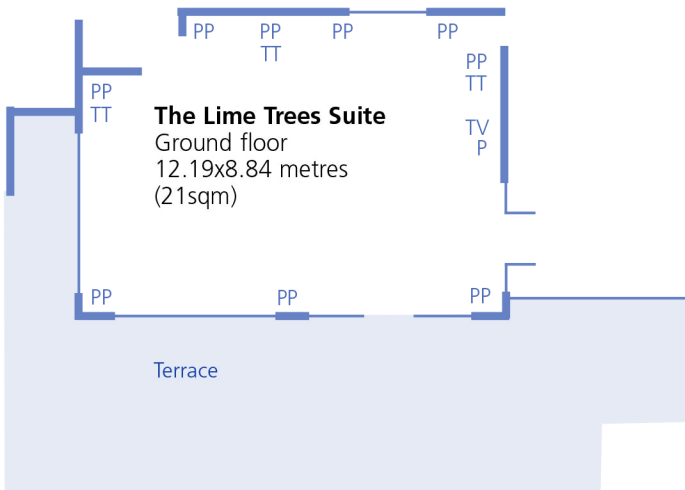 PP PP PP PP
TT
PP
TT
PP
TT
The Lime Trees Suite
Ground floor
12.19x8.84 metres
(21sqm)
TV
P
PP PP PP
Terrace